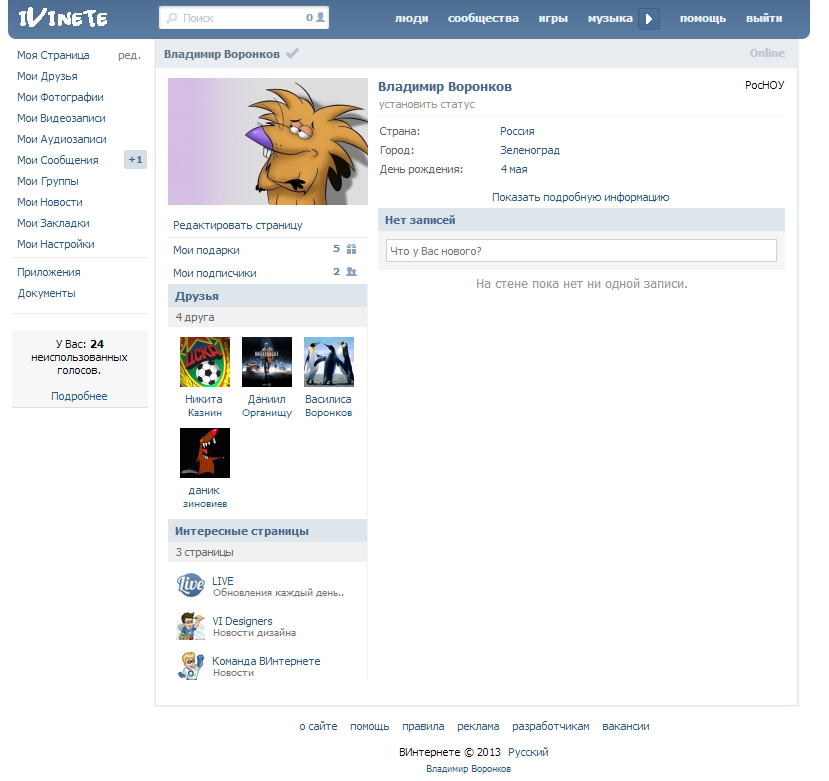 iVinete
Поиск
0
люди
сообщества
игры
музыка
помощь
выйти
Моя Страница
ред.
Мои Друзья
Мои Фотографии
Мои Видеозаписи
Мои Аудиозаписи
Мои Сообщения
+1
Мои Группы
Мои Новости
Мои Закладки
Мои Настройки
Приложения
Документы
У Вас: 24
неиспользованных
голосов.
Подробнее
Владимир Воронков
Online
Редактировать страницу
Мои подарки
5
Мои подписчики
2
Друзья
4 друга
ЦСКА
Никита
Казнин
Даниил
Органищу
Василиса
Воронков
даник
зиновиев
Интересные страницы
3 страницы
Live
LIVE
Обновления каждый день..
VI Designers
Новости дизайна
Команда ВИнтернете
Новости
Владимир Воронков
РосНОУ
установить статус
Страна:
Россия
Город:
Зеленоград
День рождения:
4 мая
Показать подробную информацию
Нет записей
Что у Вас нового?
На стене пока нет ни одной записи.
о сайте
помощь
правила
реклама
разработчикам
вакансии
ВИнтернете © 2013 Русский
Владимир Воронков